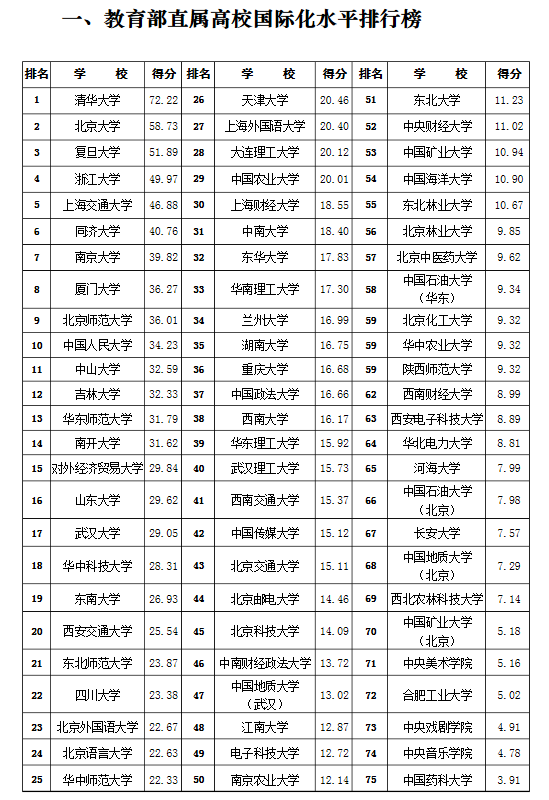 一、教育部直属高校国际化水平排行榜
排名 学 校 得分 排名 学 校 得分 排名 学 校 得分
1 清华大学 72.22 26 天津大学 20.46 51 东北大学 11.23
2 北京大学 58.73 27 上海外国语大学 20.40 52 中央财经大学 11.02
3 复旦大学 51.89 28 大连理工大学 20.12 53 中国矿业大学 10.94
4 浙江大学 49.97 29 中国农业大学 20.01 54 中国海洋大学 10.90
5 上海交通大学 46.88 30 上海财经大学 18.55 55 东北林业大学 10.67
6 同济大学 40.76 31 中南大学 18.40 56 北京林业大学 9.85
7 南京大学 39.82 32 东华大学 17.83 57 北京中医药大学 9.62
8 厦门大学 36.27 33 华南理工大学 17.30 58 中国石油大学
（华东） 9.34
9 北京师范大学 36.01 34 兰州大学 16.99 59 北京化工大学 9.32
10 中国人民大学 34.23 35 湖南大学 16.75 59 华中农业大学 9.32
11 中山大学 32.59 36 重庆大学 16.68 59 陕西师范大学 9.32
12 吉林大学 32.33 37 中国政法大学 16.66 62 西南财经大学 8.99
13 华东师范大学 31.79 38 西南大学 16.17 63 西安电子科技大学 8.89
14 南开大学 31.62 39 华东理工大学 15.92 64 华北电力大学 8.81
15 对外经济贸易大学 29.84 40 武汉理工大学 15.73 65 河海大学 7.99
16 山东大学 29.62 41 西南交通大学 15.37 66 中国石油大学
（北京） 7.98
17 武汉大学 29.05 42 中国传媒大学 15.12 67 长安大学 7.57
18 华中科技大学 28.31 43 北京交通大学 15.11 68 中国地质大学
（北京） 7.29
19 东南大学 26.93 44 北京邮电大学 14.46 69 西北农林科技大学 7.14
20 西安交通大学 25.54 45 北京科技大学 14.09 70 中国矿业大学
（北京） 5.18
21 东北师范大学 23.87 46 中南财经政法大学 13.72 71 中央美术学院 5.16
22 四川大学 23.38 47 中国地质大学
（武汉） 13.02 72 合肥工业大学 5.02
23 北京外国语大学 22.67 48 江南大学 12.87 73 中央戏剧学院 4.91
24 北京语言大学 22.63 49 电子科技大学 12.72 74 中央音乐学院 4.78
25 华中师范大学 22.33 50 南京农业大学 12.14 75 中国药科大学 3.91